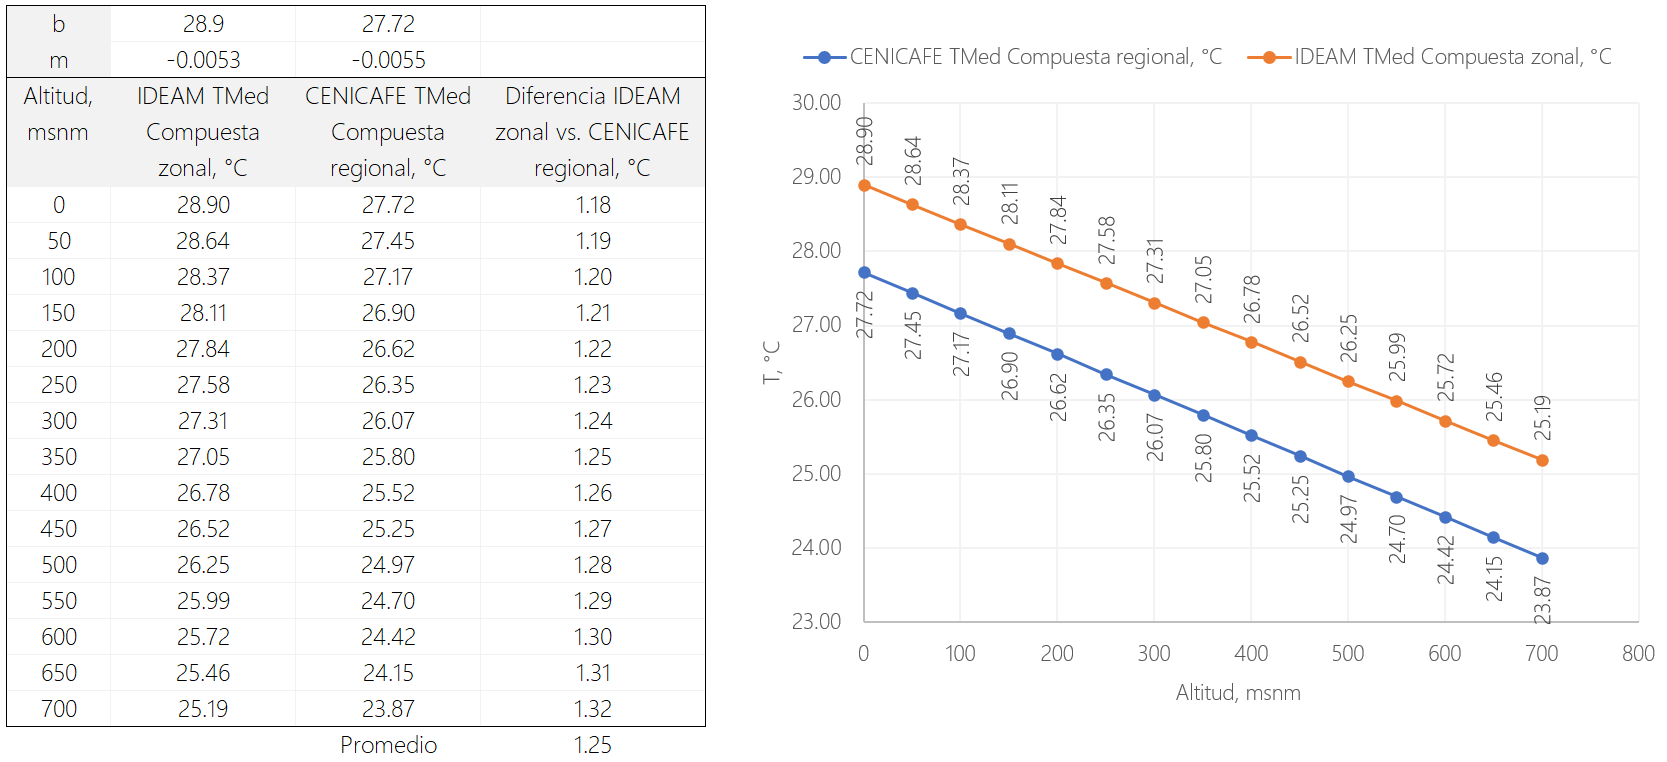 b 28.9 27.72
m -0.0053 -0.0055
Altitud, IDEAM TMed CENICAFE TMed Diferencia IDEAM
msnm Compuesta Compuesta zonal vs. CENICAFE
zonal, °C regional, °C regional, °C
0 28.90 27.72 1.18
50 28.64 27.45 1.19
100 28.37 27.17 1.20
150 28.11 26.90 1.21
200 27.84 26.62 1.22
250 27.58 26.35 1.23
300 27.31 26.07 1.24
350 27.05 25.80 1.25
400 26.78 25.52 1.26
450 26.52 25.25 1.27
500 26.25 24.97 1.28
550 25.99 24.70 1.29
600 25.72 24.42 1.30
650 25.46 24.15 1.31
700 25.19 23.87 1.32
Promedio 1.25
CENICAFE TMed Compuesta regional, °C IDEAM TMed Compuesta zonal, °C
30.00
29.00
28.00
27.00
26.00
25.00
24.00
23.00
T, °C
28.90 28.64 28.37 28.11 27.84 27.58 27.31 27.05 26.78 26.52 26.25 25.99 25.72 25.46 25.19
27.72 27.45 27.17 26.90 26.62 26.35 26.07 25.80 25.52 25.25 24.97 24.70 24.42 24.15 23.87
0 100 200 300 400 500 600 700 800
Altitud, msnm